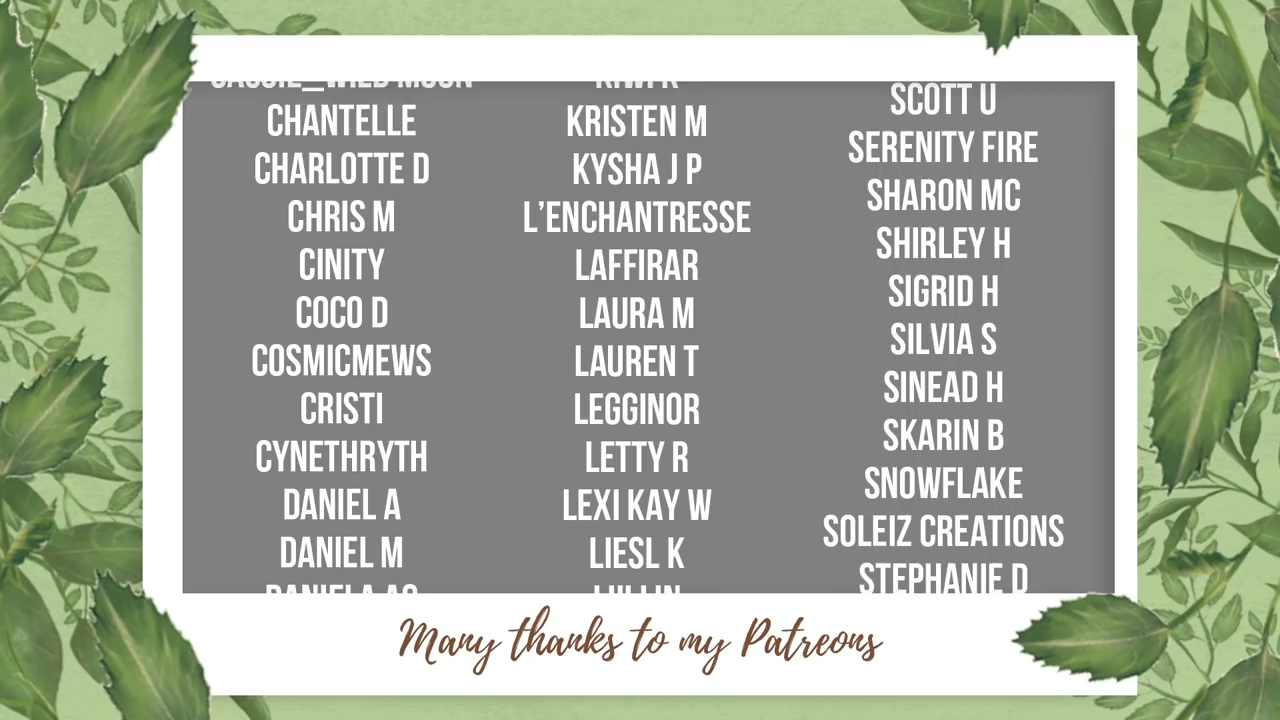 CHANTELLE
CHARLOTTE D
CHRIS M
CINITY
COCO D
COSMICMEWS
CRISTI
CYNETHRYTH
DANIEL A
DANIEL M
KRISTEN M
KYSHA J P
L’ENCHANTRESSE
LAFFIRAR
LAURA M
LAUREN T
LEGGINOR
LETTY R
LEXI KAY W
LIESL K
SCOTT U
SERENITY FIRE
SHARON MC
SHIRLEY H
SIGRID H
SILVIA S
SINEAD H
SKARIN B
SNOWFLAKE
SOLEIZ CREATIONS
STEPHANIE D
Many thanks to my Patreons